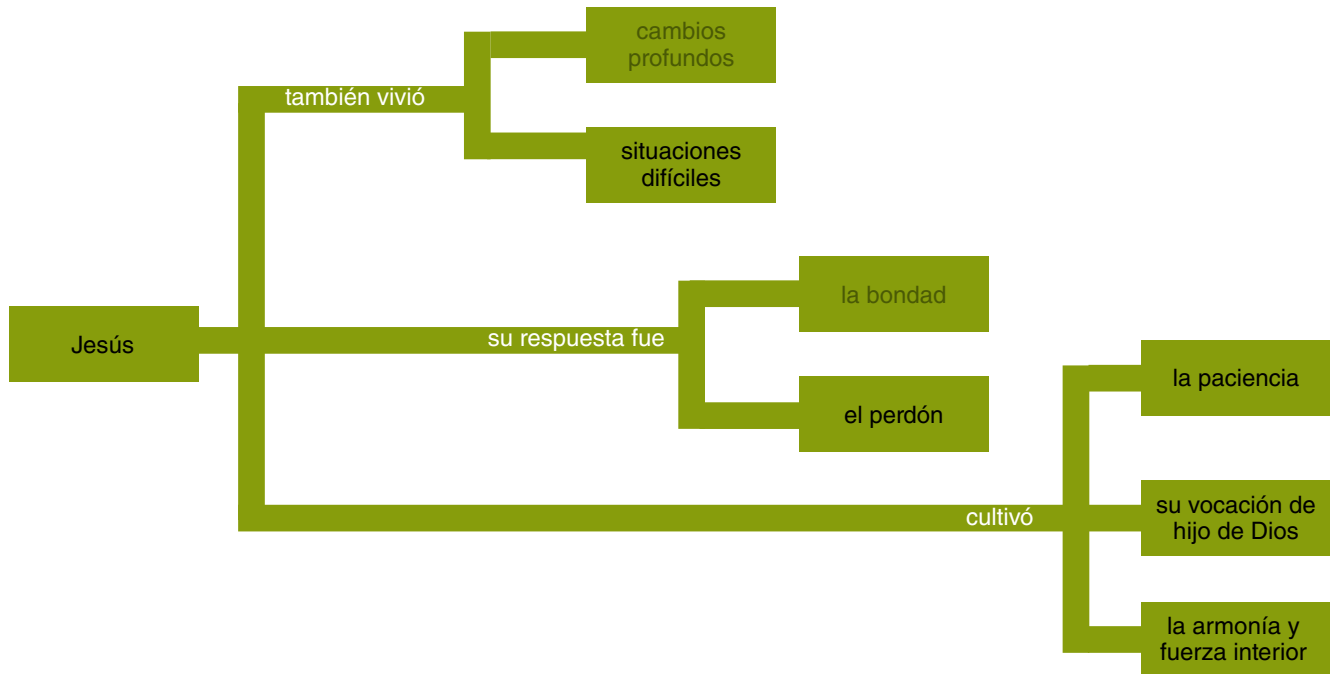 cambios
profundos
también vivió
situaciones
difíciles
la bondad
Jesús
su respuesta fue
la paciencia
el perdón
su vocación de
hijo de Dios
cultivó
la armonía y
fuerza interior